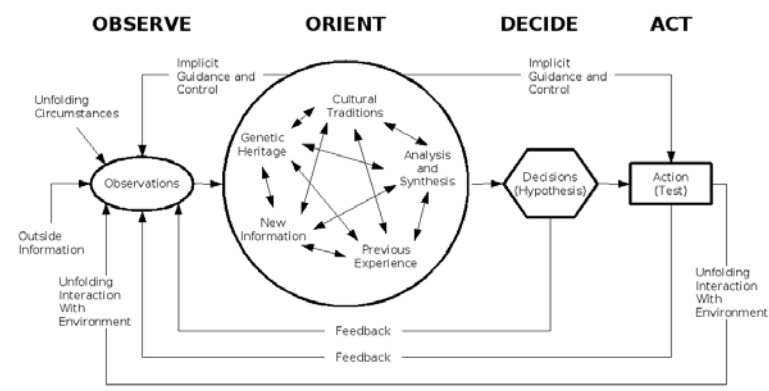 OBSERVE
ORIENT
DECIDE
ACT
Implicit
Guidance and
Control
Implicit
Guidance and
Control
Unfolding
Circumstances
Cultural
Traditions
Genetic
Heritage
Analysis
and
Synthesis
Observations
Decisions
(Hypothesis)
Action
(Test)
New
Information
Previous
Experience
Outside
Information
Unfolding
Interaction
With
Environment
Unfolding
Interaction
With
Environment
Feedback
Feedback